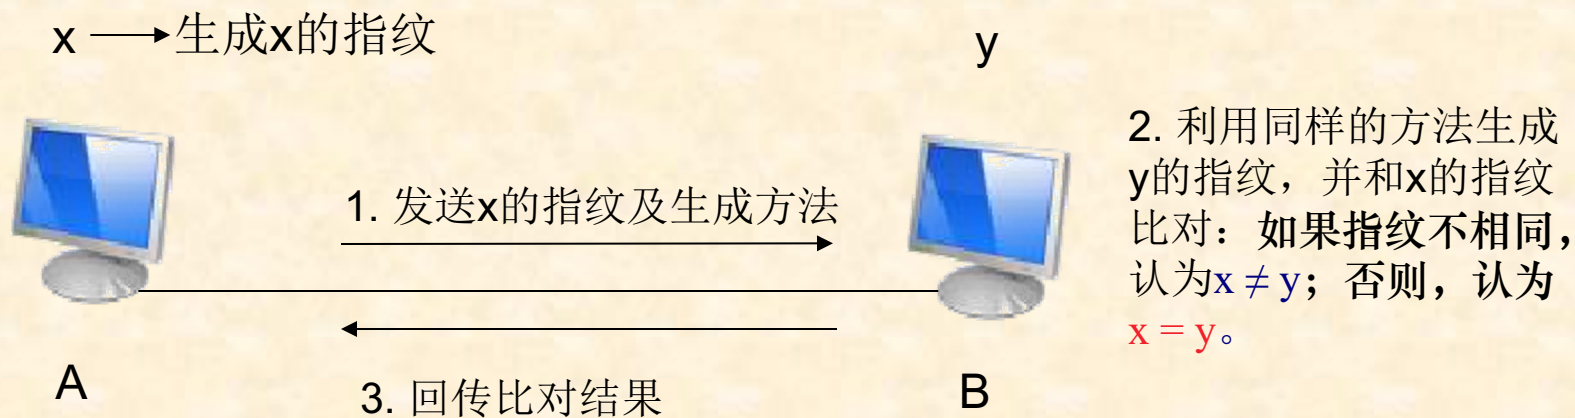 x → 生成x的指纹
y
2. 利用同样的方法生成
y的指纹，并和x的指纹
比对：如果指纹不相同，
认为x ≠ y；否则，认为
x = y。
1. 发送x的指纹及生成方法
3. 回传比对结果
A
B